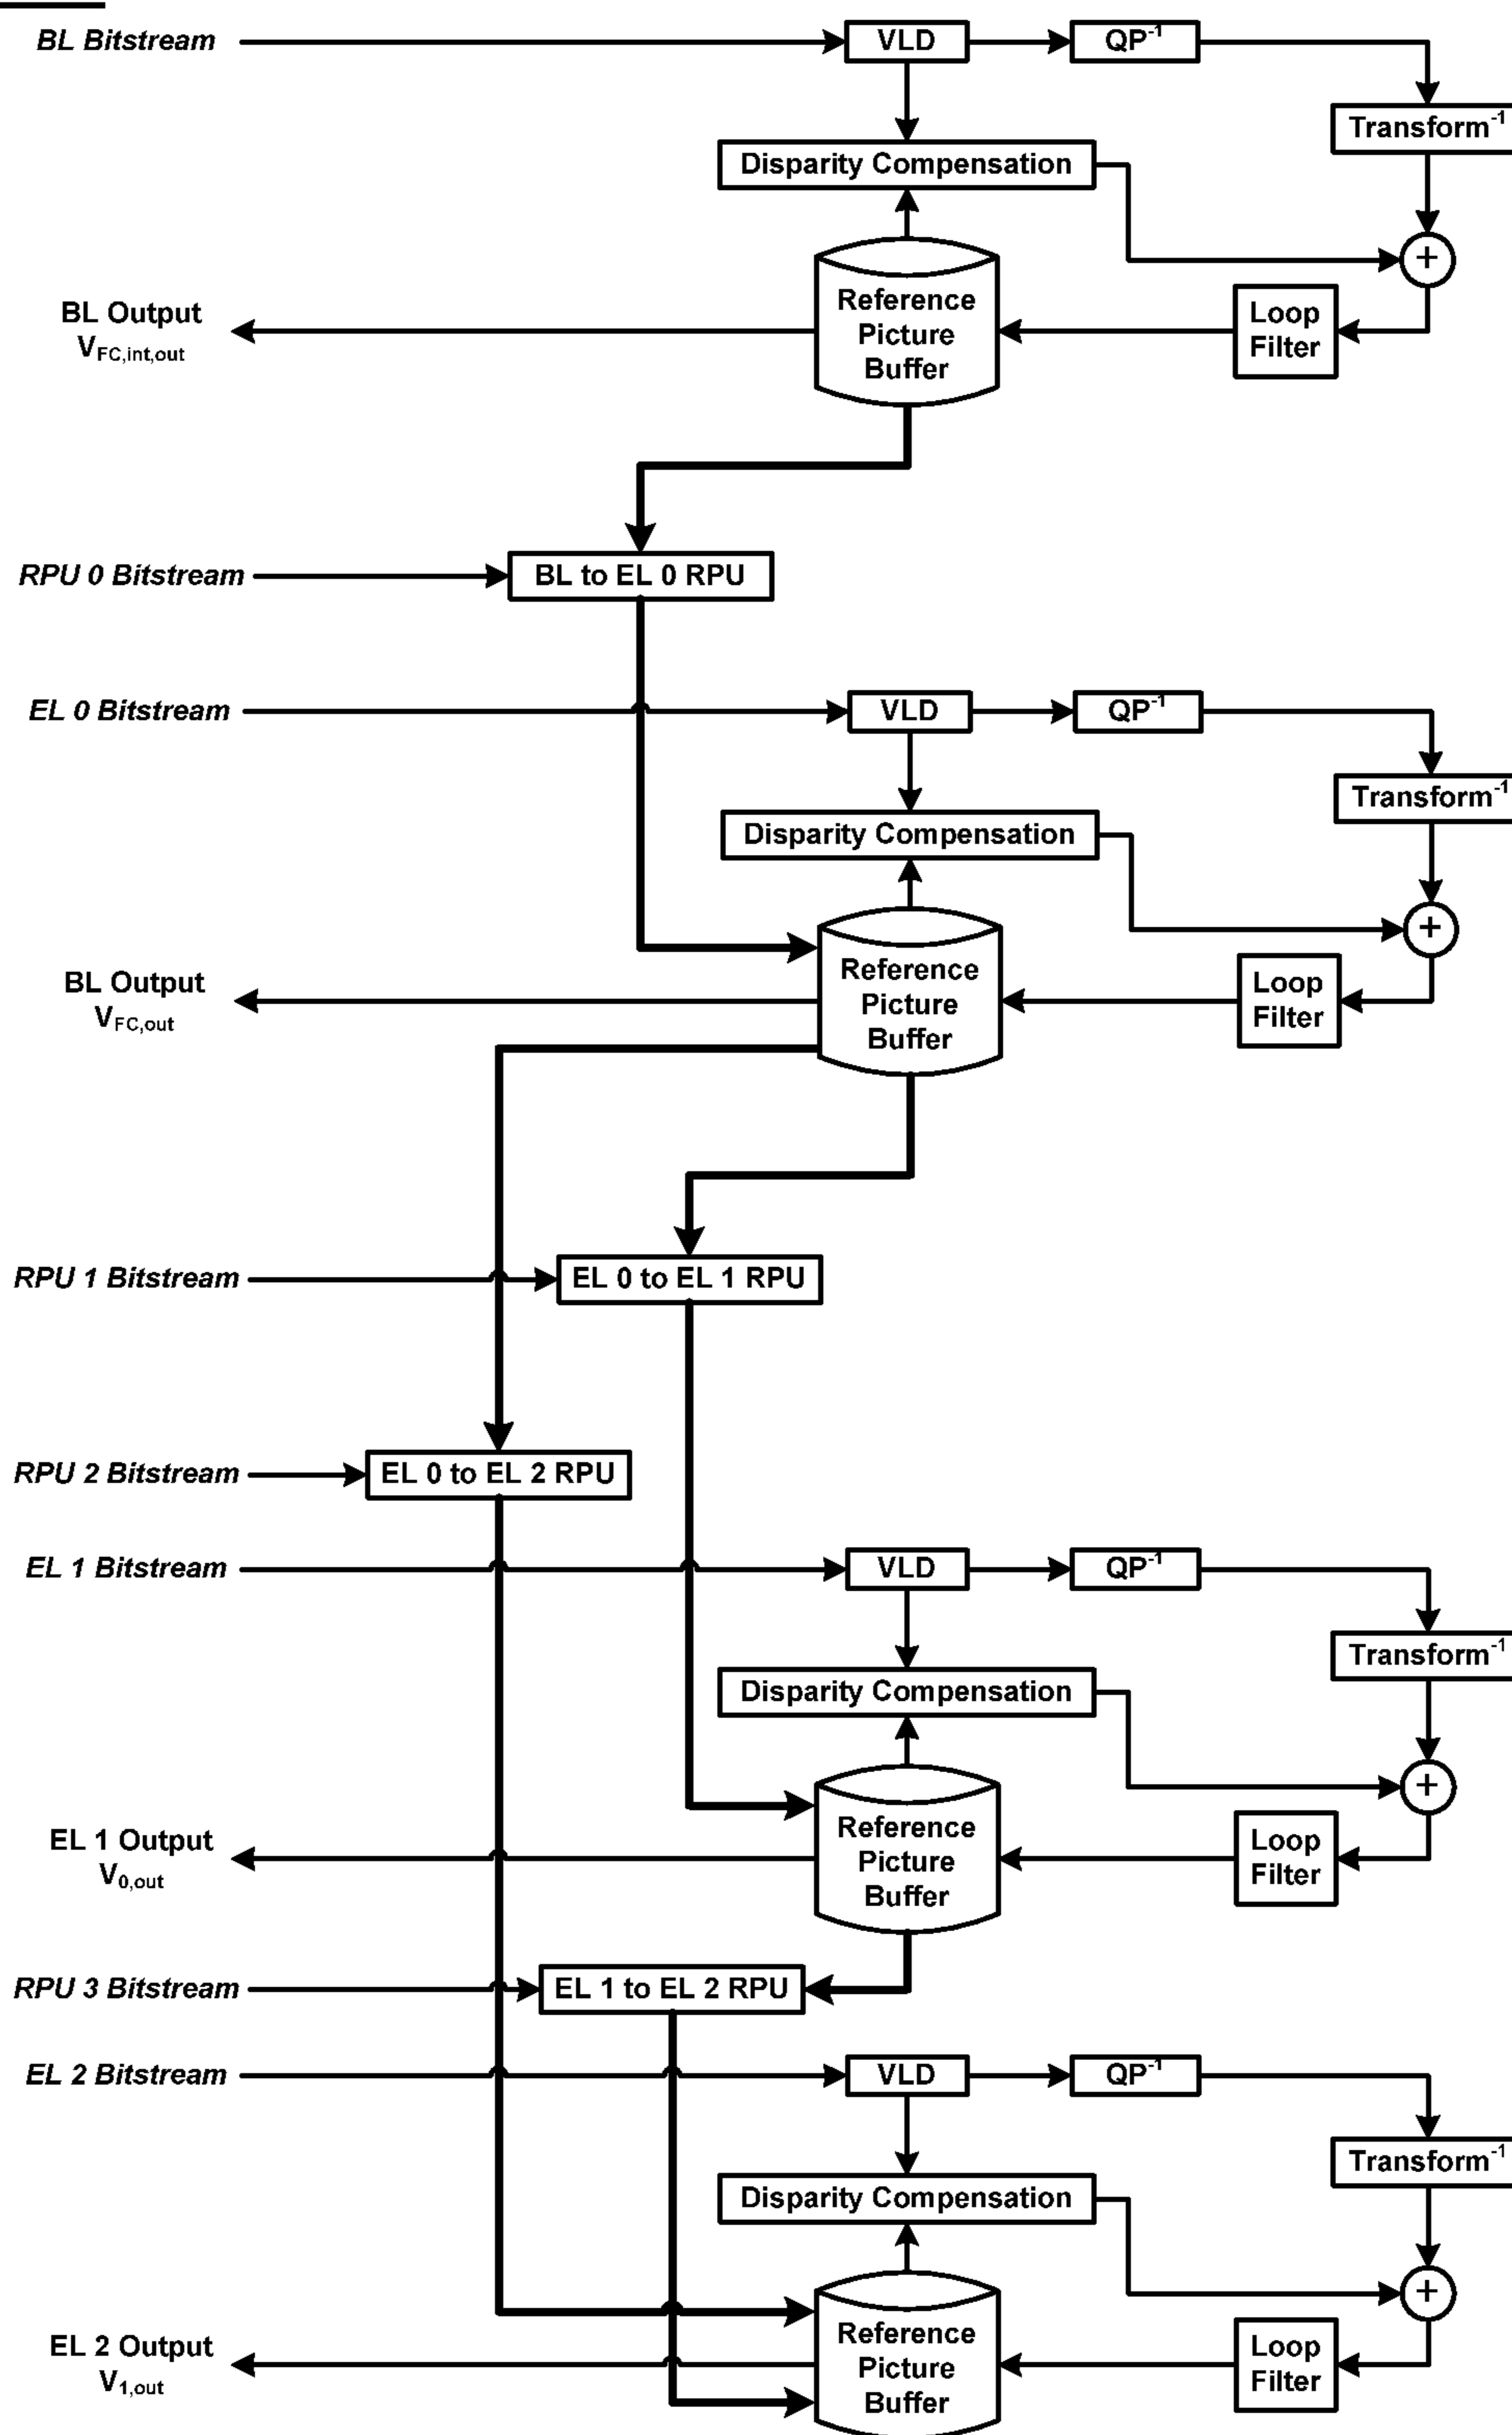 BL Bitstream
VLD
QP-1
Transform-1
Disparity Compensation
+
BL Output
VFC,int,out
Reference
Picture
Buffer
Loop
Filter
RPU 0 Bitstream
BL to EL 0 RPU
EL 0 Bitstream
VLD
QP-1
Transform-1
Disparity Compensation
+
BL Output
VFC,out
Reference
Picture
Buffer
Loop
Filter
RPU 1 Bitstream
EL 0 to EL 1 RPU
RPU 2 Bitstream
EL 0 to EL 2 RPU
EL 1 Bitstream
VLD
QP-1
Transform-1
Disparity Compensation
+
EL 1 Output
V0,out
Reference
Picture
Buffer
Loop
Filter
RPU 3 Bitstream
EL 1 to EL 2 RPU
EL 2 Bitstream
VLD
QP-1
Transform-1
Disparity Compensation
+
EL 2 Output
V1,out
Reference
Picture
Buffer
Loop
Filter